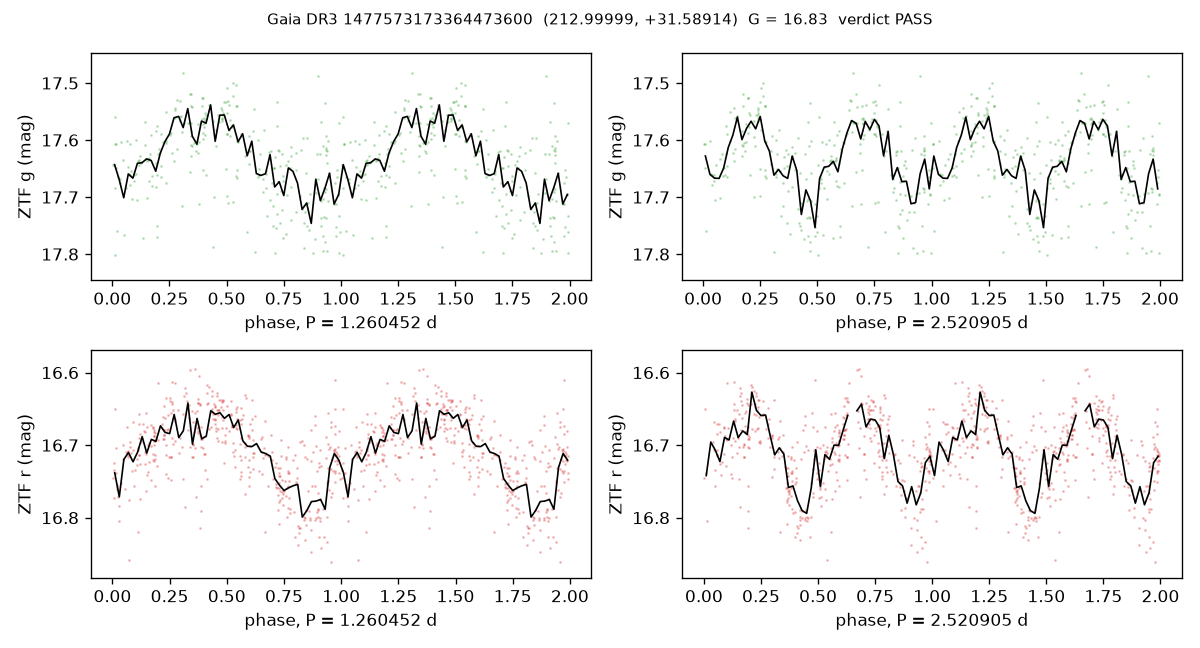 Gaia DR3 1477573173364473600  (212.99999, +31.58914)  G = 16.83  verdict PASS
ZTF g (mag)
17.5
17.6
17.7
17.8
0.00 0.25 0.50 0.75 1.00 1.25 1.50 1.75 2.00
phase, P = 1.260452 d
ZTF g (mag)
17.5
17.6
17.7
17.8
0.00 0.25 0.50 0.75 1.00 1.25 1.50 1.75 2.00
phase, P = 2.520905 d
ZTF r (mag)
16.6
16.7
16.8
0.00 0.25 0.50 0.75 1.00 1.25 1.50 1.75 2.00
phase, P = 1.260452 d
ZTF r (mag)
16.6
16.7
16.8
0.00 0.25 0.50 0.75 1.00 1.25 1.50 1.75 2.00
phase, P = 2.520905 d